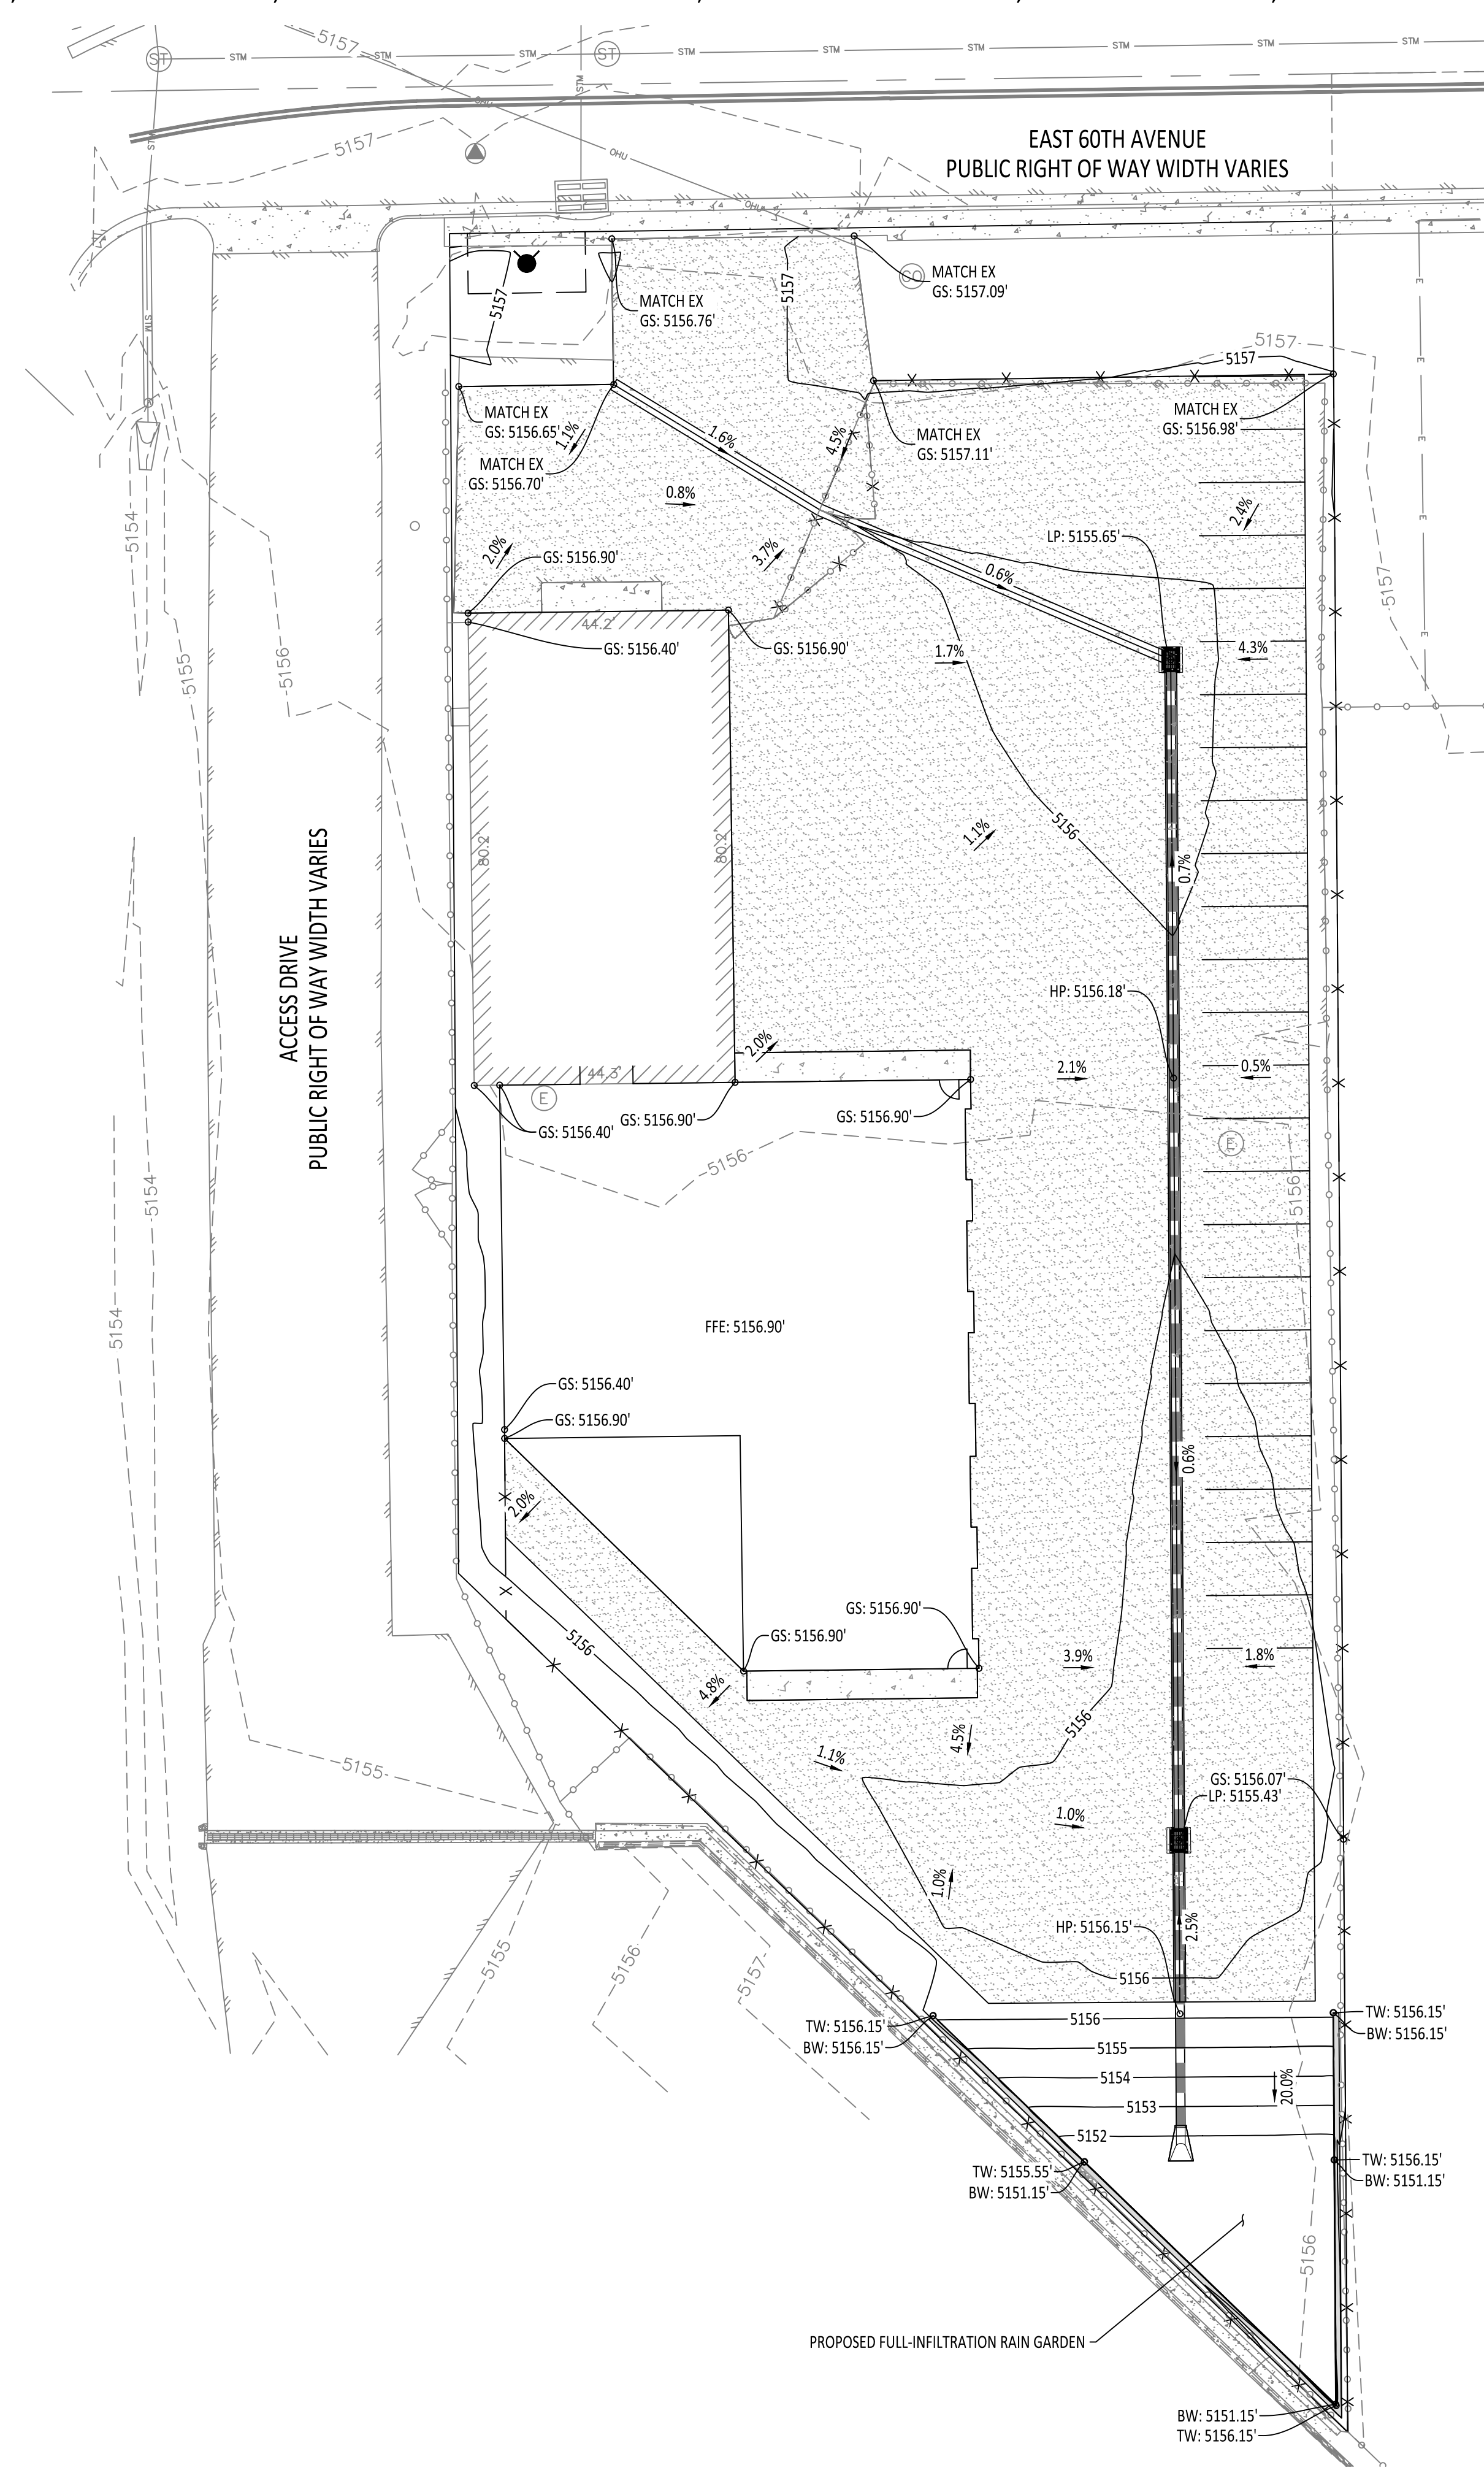 5157
ST
STM
STM
ST
STM
STM
STM
STM
STM
STM
STM
STM
OHU
5157
OHU
OHU
EAST 60TH AVENUE
PUBLIC RIGHT OF WAY WIDTH VARIES
CO
MATCH EX
GS: 5157.09'
5157
5157
MATCH EX
GS: 5156.76'
E
STM
5157
5157
MATCH EX
GS: 5156.65'
1.1%
MATCH EX
GS: 5156.70'
1.6%
4.5%
MATCH EX
GS: 5157.11'
MATCH EX
GS: 5156.98'
E
0.8%
2.4%
E
5154
2.0%
GS: 5156.90'
3.7%
LP: 5155.65'
0.6%
5157
E
44.2'
GS: 5156.40'
GS: 5156.90'
1.7%
4.3%
5155
5156
80.2'
80.2'
1.1%
5156
0.7%
ACCESS DRIVE
PUBLIC RIGHT OF WAY WIDTH VARIES
HP: 5156.18'
2.0%
2.1%
0.5%
44.3'
E
GS: 5156.40'
GS: 5156.90'
GS: 5156.90'
E
5156
5154
5156
5154
FFE: 5156.90'
GS: 5156.40'
GS: 5156.90'
0.6%
2.0%
GS: 5156.90'
GS: 5156.90'
5156
3.9%
1.8%
4.8%
4.5%
5156
1.1%
5155
GS: 5156.07'
LP: 5155.43'
1.0%
1.0%
HP: 5156.15'
2.5%
5155
5156
5157
5156
TW: 5156.15'
BW: 5156.15'
5156
TW: 5156.15'
BW: 5156.15'
5155
5154
20.0%
5153
5152
TW: 5155.55'
BW: 5151.15'
TW: 5156.15'
BW: 5151.15'
5156
PROPOSED FULL-INFILTRATION RAIN GARDEN
BW: 5151.15'
TW: 5156.15'